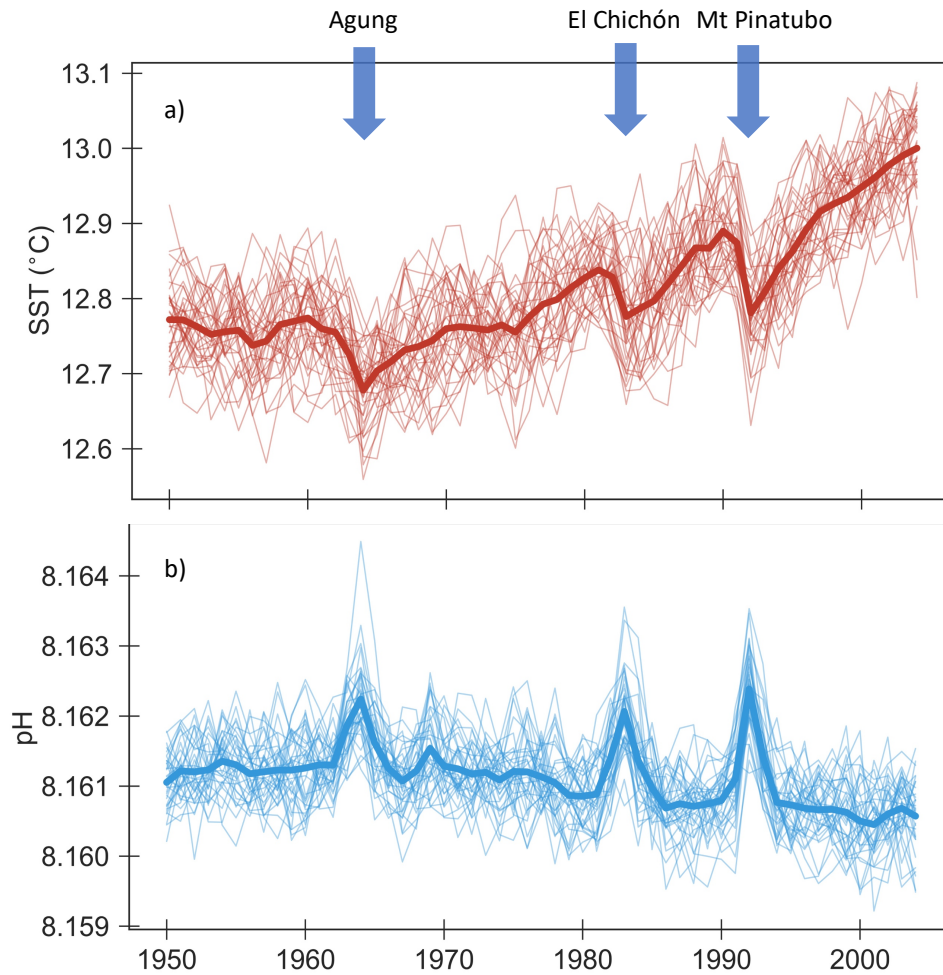 Agung El Chichón Mt Pinatubo
a)
SST (°C)
13.1
13.0
12.9
12.8
12.7
12.6
b)
pH
8.164
8.163
8.162
8.161
8.160
8.159
1950 1960 1970 1980 1990 2000